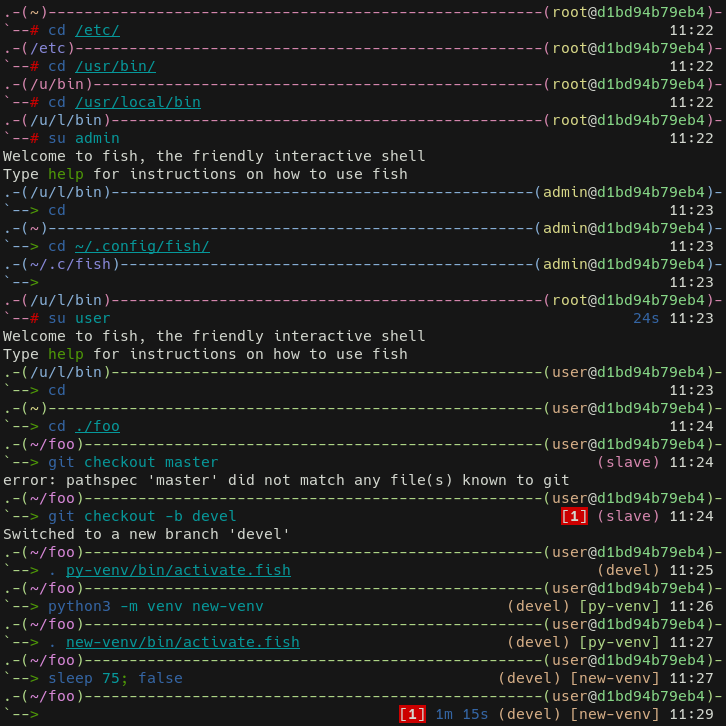 .-(~)-------------------------------------------------------(root@d1bd94b79eb4)-
`--# cd /etc/                                                             11:22
.-(/etc)----------------------------------------------------(root@d1bd94b79eb4)-
`--# cd /usr/bin/                                                         11:22
.-(/u/bin)--------------------------------------------------(root@d1bd94b79eb4)-
`--# cd /usr/local/bin                                                    11:22
.-(/u/l/bin)------------------------------------------------(root@d1bd94b79eb4)-
`--# su admin                                                             11:22
Welcome to fish, the friendly interactive shell
Type help for instructions on how to use fish
.-(/u/l/bin)-----------------------------------------------(admin@d1bd94b79eb4)-
`--> cd                                                                   11:23
.-(~)------------------------------------------------------(admin@d1bd94b79eb4)-
`--> cd ~/.config/fish/                                                   11:23
.-(~/.c/fish)----------------------------------------------(admin@d1bd94b79eb4)-
`-->                                                                      11:23
.-(/u/l/bin)------------------------------------------------(root@d1bd94b79eb4)-
`--# su user                                                          24s 11:23
Welcome to fish, the friendly interactive shell
Type help for instructions on how to use fish
.-(/u/l/bin)------------------------------------------------(user@d1bd94b79eb4)-
`--> cd                                                                   11:23
.-(~)-------------------------------------------------------(user@d1bd94b79eb4)-
`--> cd ./foo                                                             11:24
.-(~/foo)---------------------------------------------------(user@d1bd94b79eb4)-
`--> git checkout master                                          (slave) 11:24
error: pathspec 'master' did not match any file(s) known to git
.-(~/foo)---------------------------------------------------(user@d1bd94b79eb4)-
`--> git checkout -b devel                                    [1] (slave) 11:24
Switched to a new branch 'devel'
.-(~/foo)---------------------------------------------------(user@d1bd94b79eb4)-
`--> . py-venv/bin/activate.fish                                  (devel) 11:25
.-(~/foo)---------------------------------------------------(user@d1bd94b79eb4)-
`--> python3 -m venv new-venv                           (devel) [py-venv] 11:26
.-(~/foo)---------------------------------------------------(user@d1bd94b79eb4)-
`--> . new-venv/bin/activate.fish                       (devel) [py-venv] 11:27
.-(~/foo)---------------------------------------------------(user@d1bd94b79eb4)-
`--> sleep 75; false                                   (devel) [new-venv] 11:27
.-(~/foo)---------------------------------------------------(user@d1bd94b79eb4)-
`-->                                        [1] 1m 15s (devel) [new-venv] 11:29